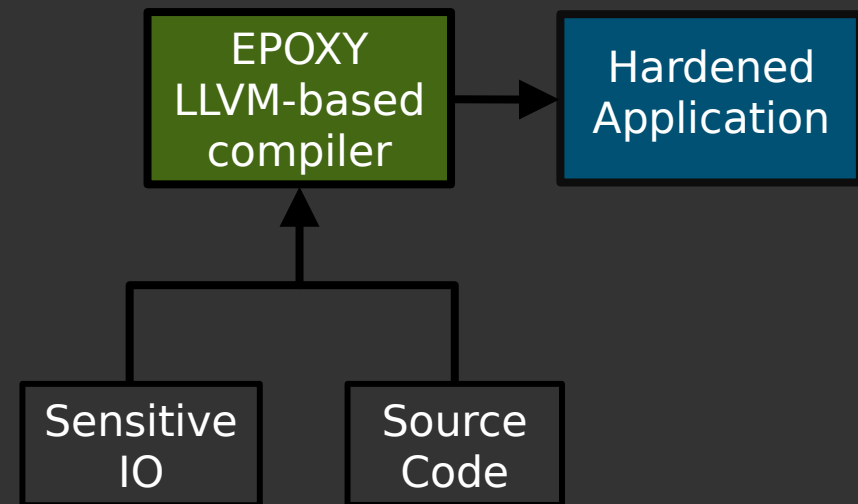 EPOXY
LLVM-based
compiler
Hardened
Application
Sensitive
IO
Source
Code